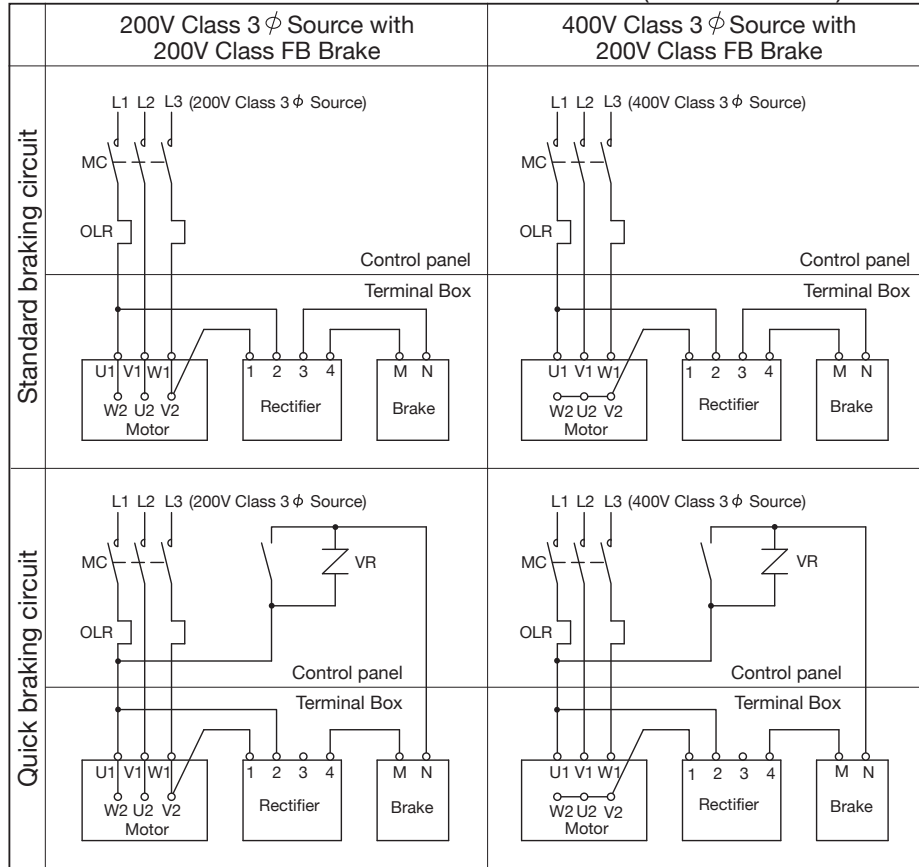 200V Class 3ϕ Source with
200V Class FB Brake
400V Class 3ϕ Source with
200V Class FB Brake
Standard braking circuit
L1 L2 L3 (200V Class 3ϕ Source)
MC
OLR
Control panel
Terminal Box
U1 V1 W1
W2 U2 V2
Motor
1 2 3 4
Rectifier
M N
Brake
L1 L2 L3 (400V Class 3ϕ Source)
MC
OLR
Control panel
Terminal Box
U1 V1 W1
W2 U2 V2
Motor
1 2 3 4
Rectifier
M N
Brake
Quick braking circuit
L1 L2 L3 (200V Class 3ϕ Source)
MC
VR
OLR
Control panel
Terminal Box
U1 V1 W1
W2 U2 V2
Motor
1 2 3 4
Rectifier
M N
Brake
L1 L2 L3 (400V Class 3ϕ Source)
MC
VR
OLR
Control panel
Terminal Box
U1 V1 W1
W2 U2 V2
Motor
1 2 3 4
Rectifier
M N
Brake